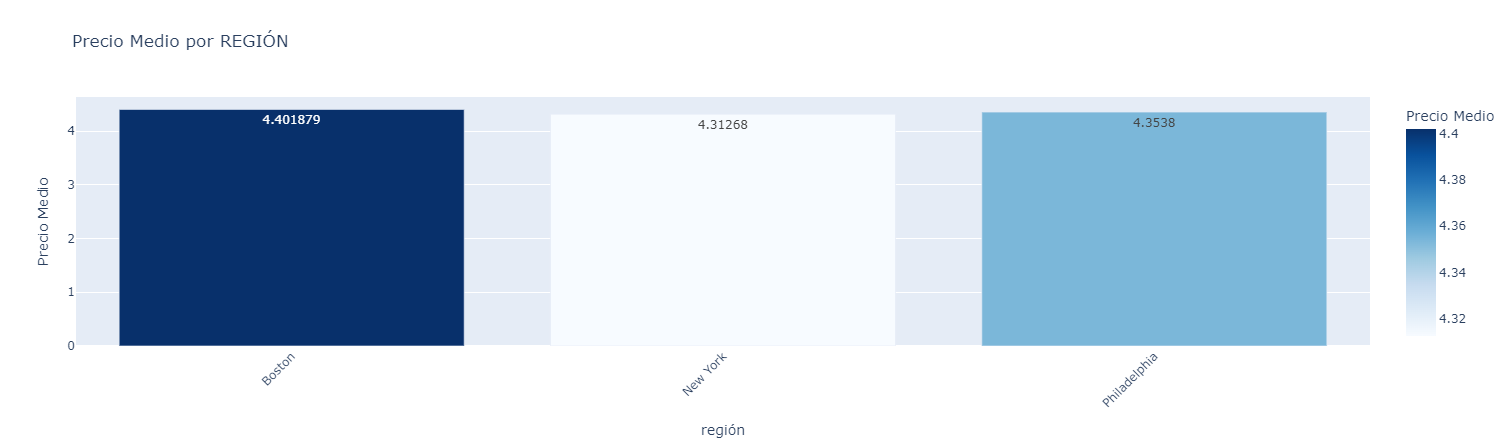 Precio Medio por REGIÓN
Precio Medio
4
3
2
1
0
4.401879
4.31268
4.3538
Boston
New York
Philadelphia
región
Precio Medio
4.4
4.38
4.36
4.34
4.32